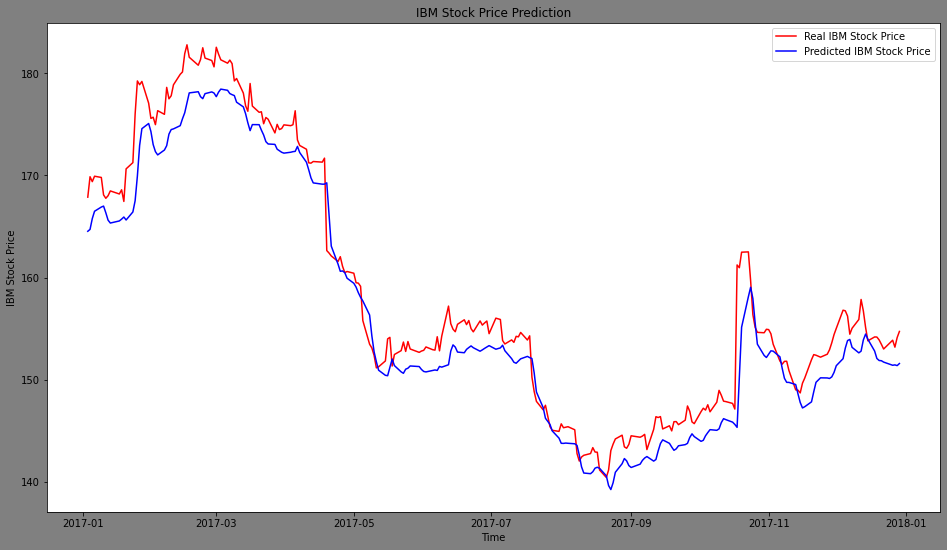 IBM Stock Price Prediction
Real IBM Stock Price
Predicted IBM Stock Price
IBM Stock Price
180
170
160
150
140
2017-01 2017-03 2017-05 2017-07 2017-09 2017-11 2018-01
Time